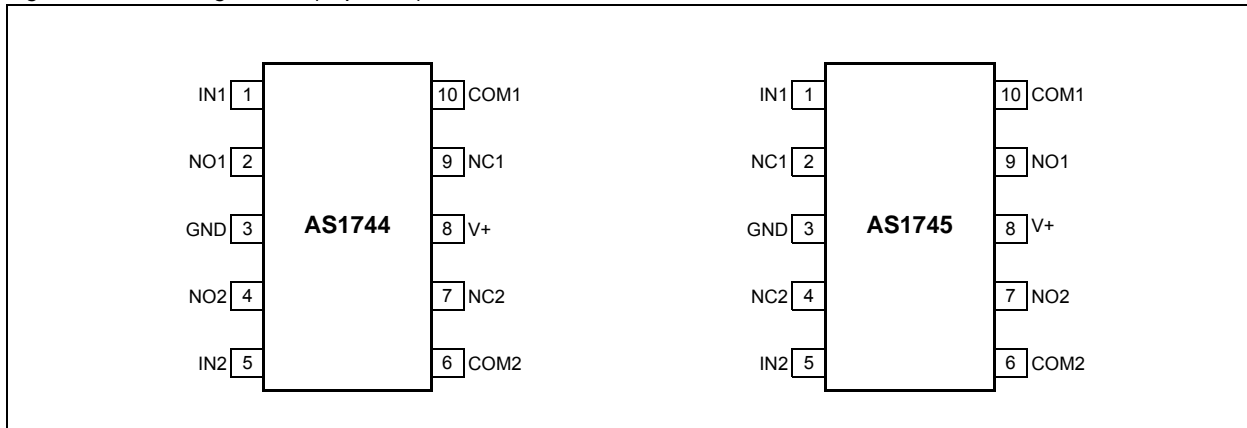 IN1 1
NO1 2
GND 3
NO2 4
IN2 5
AS1744
10 COM1
9 NC1
8 V+
7 NC2
6 COM2
IN1 1
NC1 2
GND 3
NC2 4
IN2 5
AS1745
10 COM1
9 NO1
8 V+
7 NO2
6 COM2